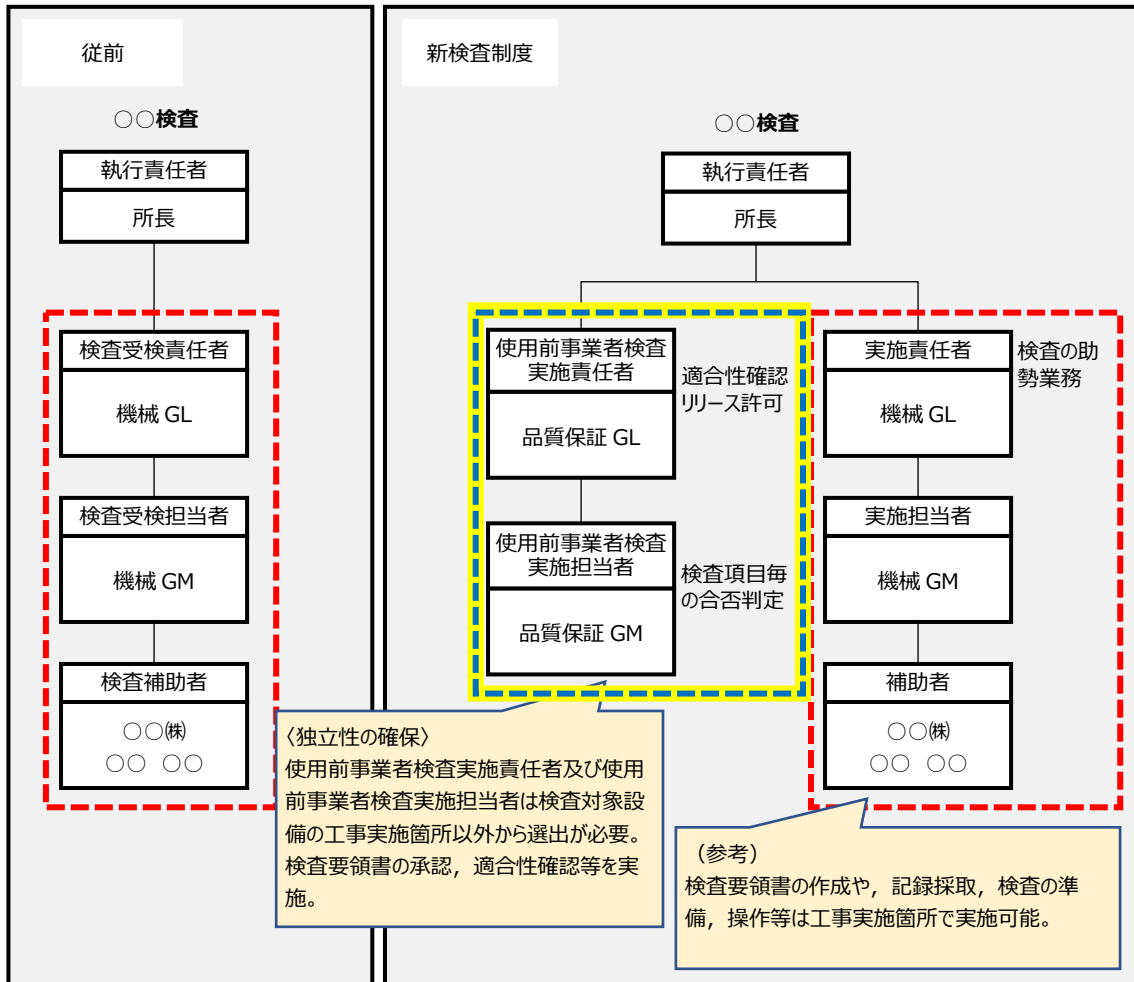 従前
○○検査
執行責任者
所長
検査受検責任者
機械 GL
検査受検担当者
機械 GM
検査補助者
○○㈱
○○ ○○
新検査制度
○○検査
執行責任者
所長
使用前事業者検査
実施責任者
品質保証 GL
適合性確認
リリース許可
使用前事業者検査
実施担当者
品質保証 GM
検査項目毎
の合否判定
実施責任者
機械 GL
検査の助
勢業務
実施担当者
機械 GM
補助者
○○㈱
○○ ○○
〈独立性の確保〉
使用前事業者検査実施責任者及び使用
前事業者検査実施担当者は検査対象設
備の工事実施箇所以外から選出が必要。
検査要領書の承認，適合性確認等を実
施。
（参考）
検査要領書の作成や，記録採取，検査の準
備，操作等は工事実施箇所で実施可能。